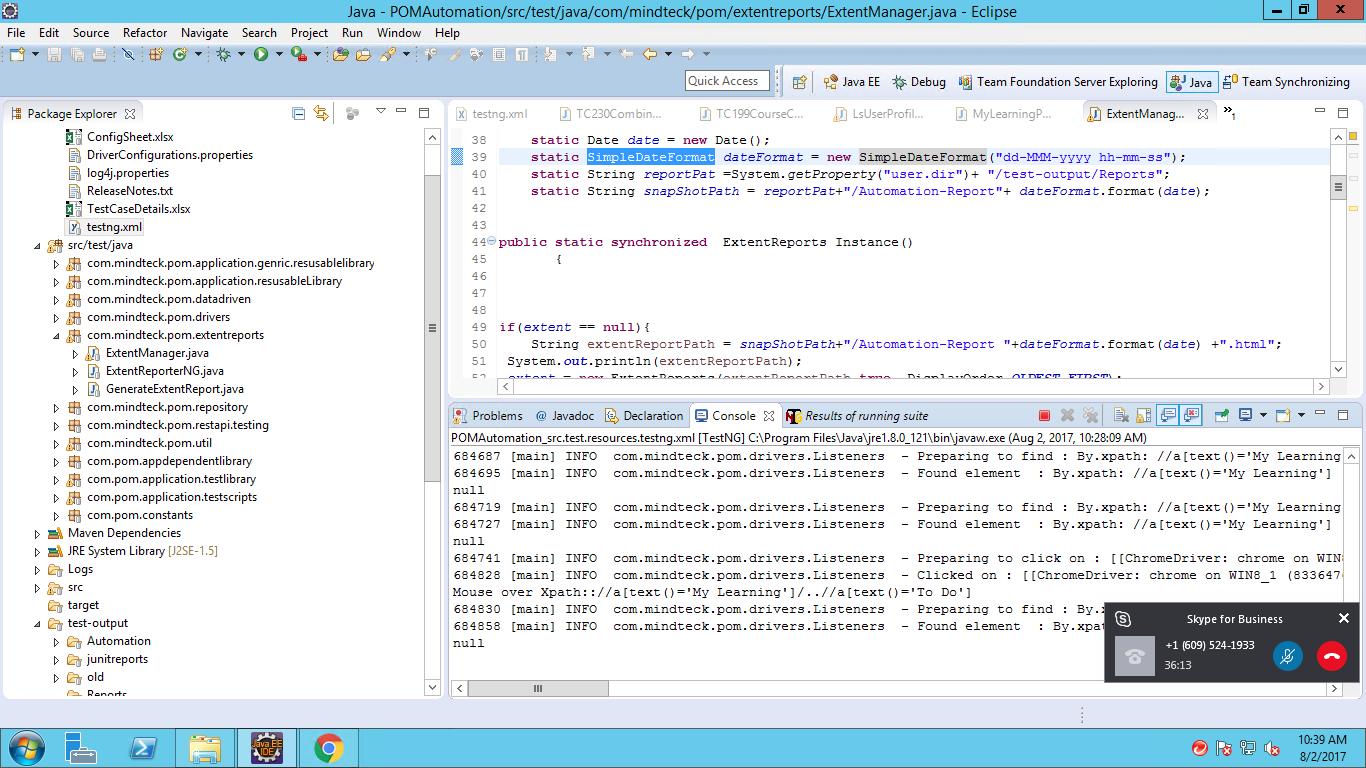 Java - POMAutomation/src/test/java/com/mindteck/pom/extentreports/ExtentManager.java - Eclipse
File Edit Source Refactor Navigate Search Project Run Window Help
Quick Access Java EE Debug Team Foundation Server Exploring Java Team Synchronizing
Package Explorer
ConfigSheet.xlsx
DriverConfigurations.properties
log4j.properties
ReleaseNotes.txt
TestCaseDetails.xlsx
testng.xml
src/test/java
com.mindteck.pom.application.genric.resusablelibrary
com.mindteck.pom.application.resusableLibrary
com.mindteck.pom.datadriven
com.mindteck.pom.drivers
com.mindteck.pom.extentreports
ExtentManager.java
ExtentReporterNG.java
GenerateExtentReport.java
com.mindteck.pom.repository
com.mindteck.pom.restapi.testing
com.mindteck.pom.util
com.pom.appdependentlibrary
com.pom.application.testlibrary
com.pom.application.testscripts
com.pom.constants
Maven Dependencies
JRE System Library [J2SE-1.5]
Logs
src
target
test-output
Automation
junitreports
old
Reports
testng.xml TC230Combin... TC199CourseC... LsUserProfil... MyLearningP... ExtentManag... »1
38 static Date date = new Date();
39 static SimpleDateFormat dateFormat = new SimpleDateFormat("dd-MMM-yyyy hh-mm-ss");
40 static String reportPat =System.getProperty("user.dir")+ "/test-output/Reports";
41 static String snapShotPath = reportPat+"/Automation-Report"+ dateFormat.format(date);
42
43
44 public static synchronized ExtentReports Instance()
45 {
46
47
48
49 if(extent == null){
50 String extentReportPath = snapShotPath+"/Automation-Report "+dateFormat.format(date) +".html";
51 System.out.println(extentReportPath);
52 extent = new ExtentReports(extentReportPath,true, DisplayOrder.OLDEST_FIRST);
Problems @ Javadoc Declaration Console Results of running suite
POMAutomation_src.test.resources.testng.xml [TestNG] C:\Program Files\Java\jre1.8.0_121\bin\javaw.exe (Aug 2, 2017, 10:28:09 AM)
684687 [main] INFO com.mindteck.pom.drivers.Listeners - Preparing to find : By.xpath: //a[text()='My Learning
684695 [main] INFO com.mindteck.pom.drivers.Listeners - Found element : By.xpath: //a[text()='My Learning']
null
684719 [main] INFO com.mindteck.pom.drivers.Listeners - Preparing to find : By.xpath: //a[text()='My Learning
684727 [main] INFO com.mindteck.pom.drivers.Listeners - Found element : By.xpath: //a[text()='My Learning']
null
684741 [main] INFO com.mindteck.pom.drivers.Listeners - Preparing to click on : [[ChromeDriver: chrome on WIN8
684828 [main] INFO com.mindteck.pom.drivers.Listeners - Clicked on : [[ChromeDriver: chrome on WIN8_1 (833647
Mouse over Xpath:://a[text()='My Learning']/..//a[text()='To Do']
684830 [main] INFO com.mindteck.pom.drivers.Listeners - Preparing to find : By.x
684858 [main] INFO com.mindteck.pom.drivers.Listeners - Found element : By.xpat
null
Skype for Business
+1 (609) 524-1933
36:13
Java EE
IDE
10:39 AM
8/2/2017